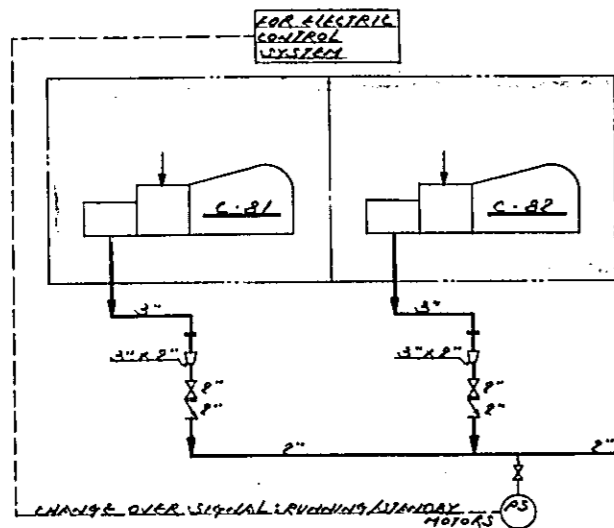 FOR ELECTRIC
CONTROL
SYSTEM
C-81
C-82
3"
3"
3"x2"
3"x2"
2"
2"
2"
2"
2"
2"
PS
CHANGE OVER SIGNAL: RUNNING/STANDBY
MOTORS